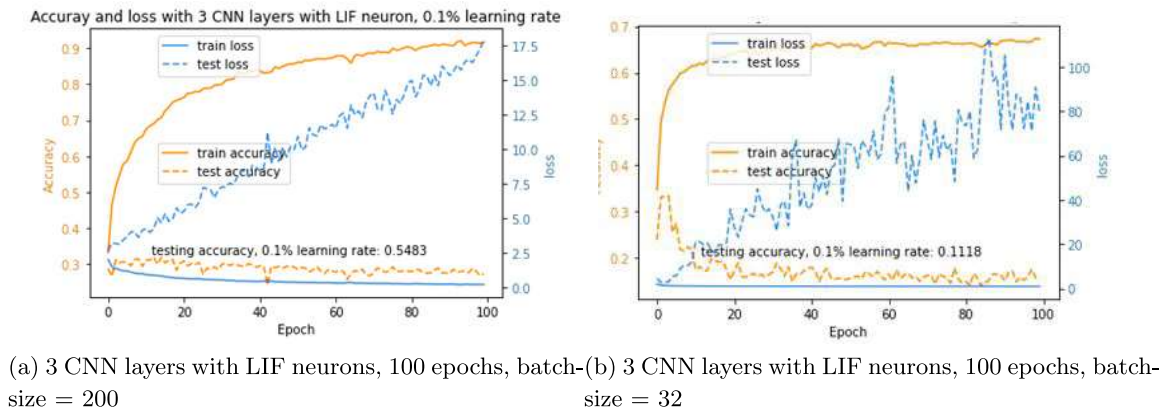 Accuray and loss with 3 CNN layers with LIF neuron, 0.1% learning rate
train loss
test loss
train accuracy
test accuracy
testing accuracy, 0.1% learning rate: 0.5483
Accuracy
0.9
0.8
0.7
0.6
0.5
0.4
0.3
loss
17.5
15.0
12.5
10.0
7.5
5.0
2.5
0.0
0 20 40 60 80 100
Epoch
train loss
test loss
train accuracy
test accuracy
testing accuracy, 0.1% learning rate: 0.1118
0.7
0.6
0.5
0.4
0.3
0.2
loss
100
80
60
40
20
0
0 20 40 60 80 100
Epoch
(a) 3 CNN layers with LIF neurons, 100 epochs, batch-
size = 200
(b) 3 CNN layers with LIF neurons, 100 epochs, batch-
size = 32